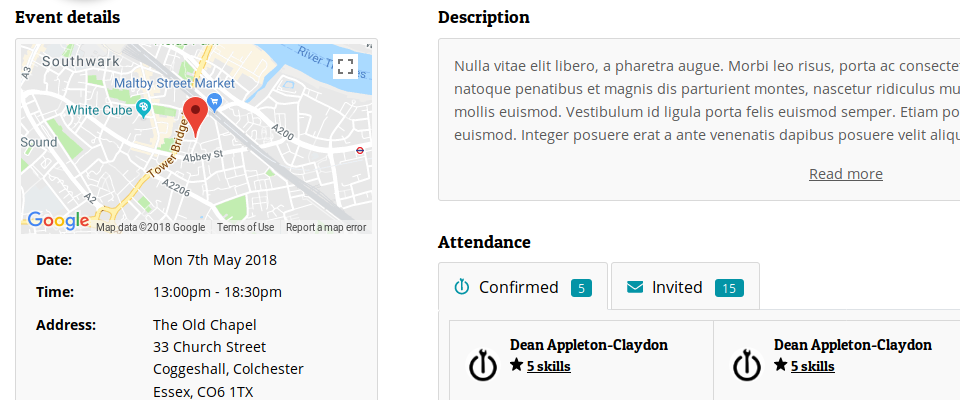 Event details
Southwark
River Thames
A3
Maltby Street Market
White Cube
A200
Sound
Tower Bridge
Abbey St
A2206
A2
Google
Map data ©2018 Google
Terms of Use
Report a map error
Date: Mon 7th May 2018
Time: 13:00pm - 18:30pm
Address: The Old Chapel
33 Church Street
Coggeshall, Colchester
Essex, CO6 1TX
Description
Nulla vitae elit libero, a pharetra augue. Morbi leo risus, porta ac consectet
natoque penatibus et magnis dis parturient montes, nascetur ridiculus mu
mollis euismod. Vestibulum id ligula porta felis euismod semper. Etiam po
euismod. Integer posuere erat a ante venenatis dapibus posuere velit aliqu
Read more
Attendance
Confirmed 5
Invited 15
Dean Appleton-Claydon
5 skills
Dean Appleton-Claydon
5 skills